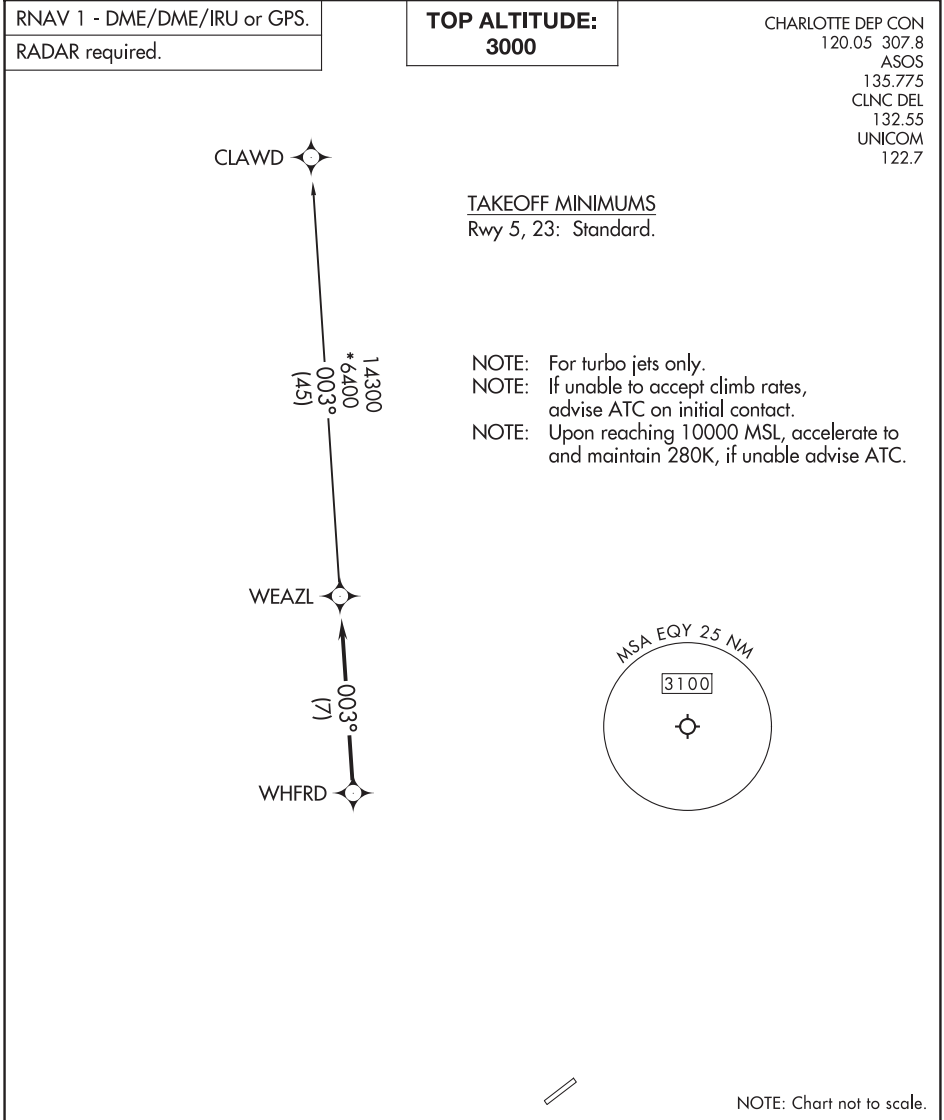 RNAV 1 - DME/DME/IRU or GPS.
RADAR required.
TOP ALTITUDE:
3000
CHARLOTTE DEP CON
120.05 307.8
ASOS
135.775
CLNC DEL
132.55
UNICOM
122.7
CLAWD
TAKEOFF MINIMUMS
Rwy 5, 23: Standard.
14300
*6400
003°
(45)
NOTE: For turbo jets only.
NOTE: If unable to accept climb rates,
advise ATC on initial contact.
NOTE: Upon reaching 10000 MSL, accelerate to
and maintain 280K, if unable advise ATC.
WEAZL
MSA EQY 25 NM
3100
003°
(7)
WHFRD
NOTE: Chart not to scale.